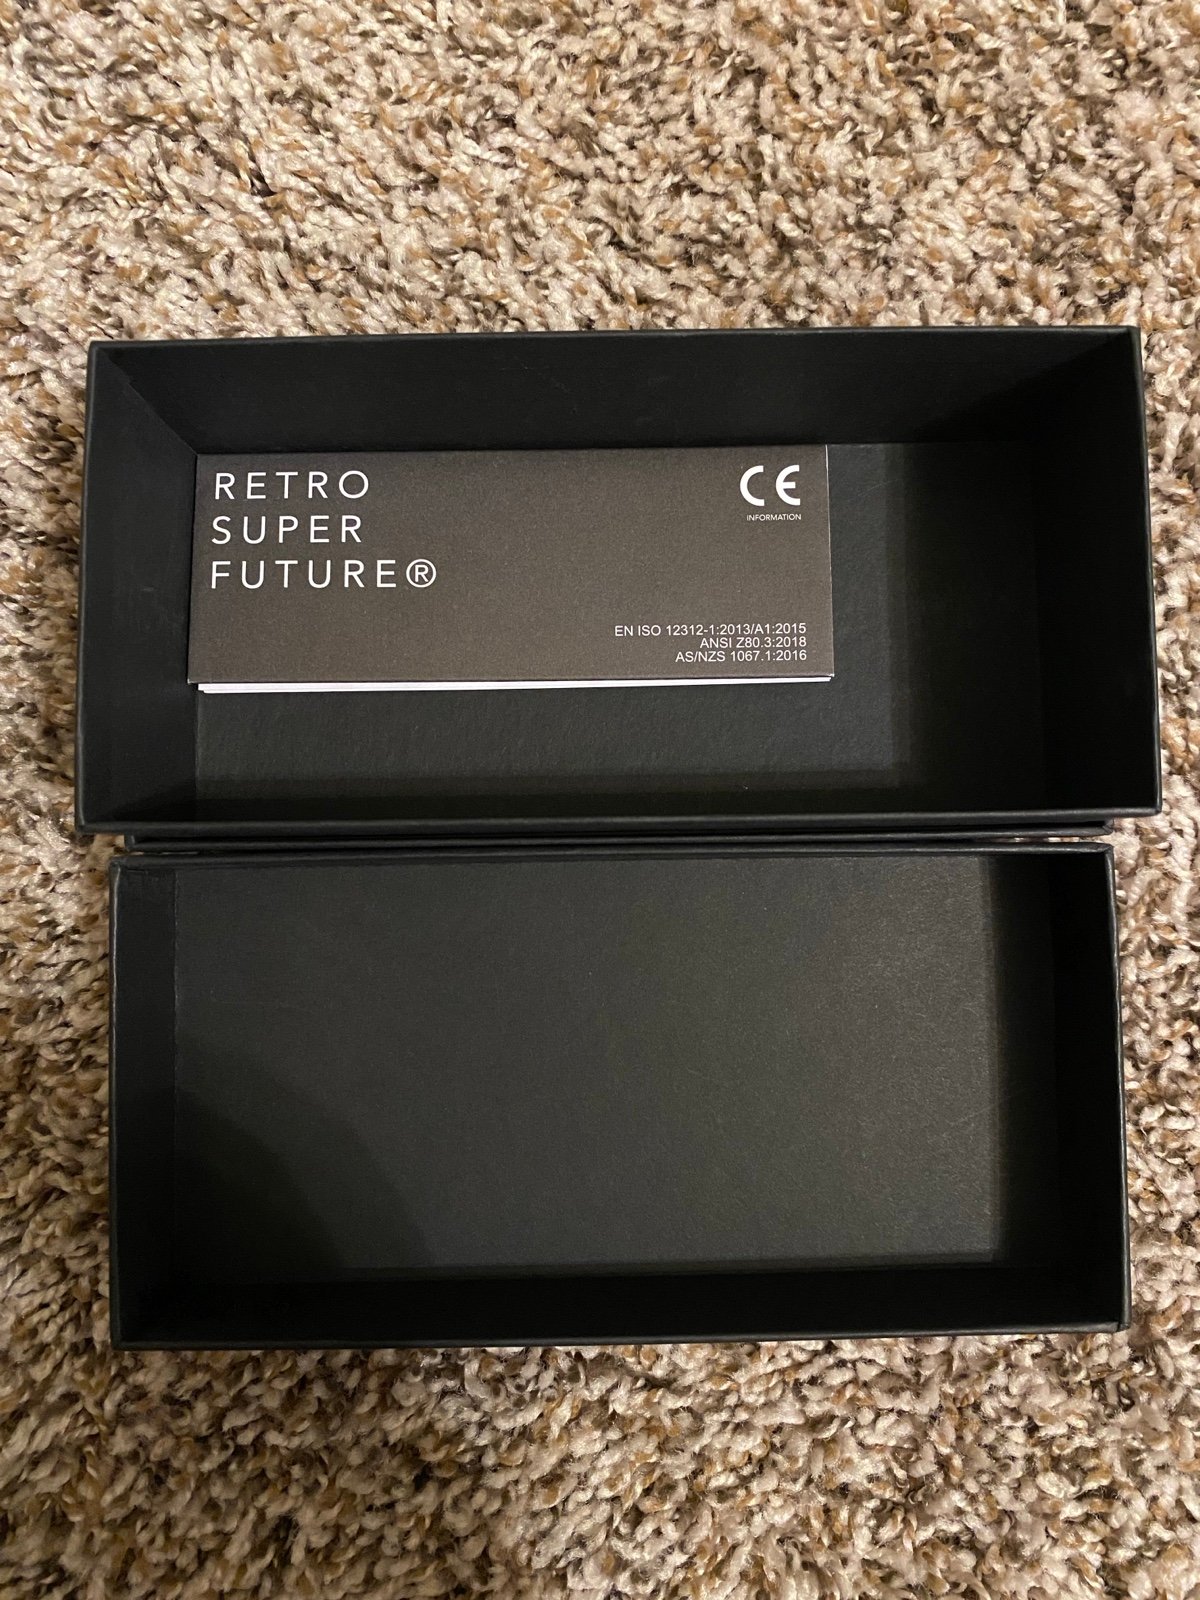 RETRO
SUPER
FUTURE®
CE
INFORMATION
EN ISO 12312-1:2013/A1:2015
ANSI Z80.3:2018
AS/NZS 1067.1:2016